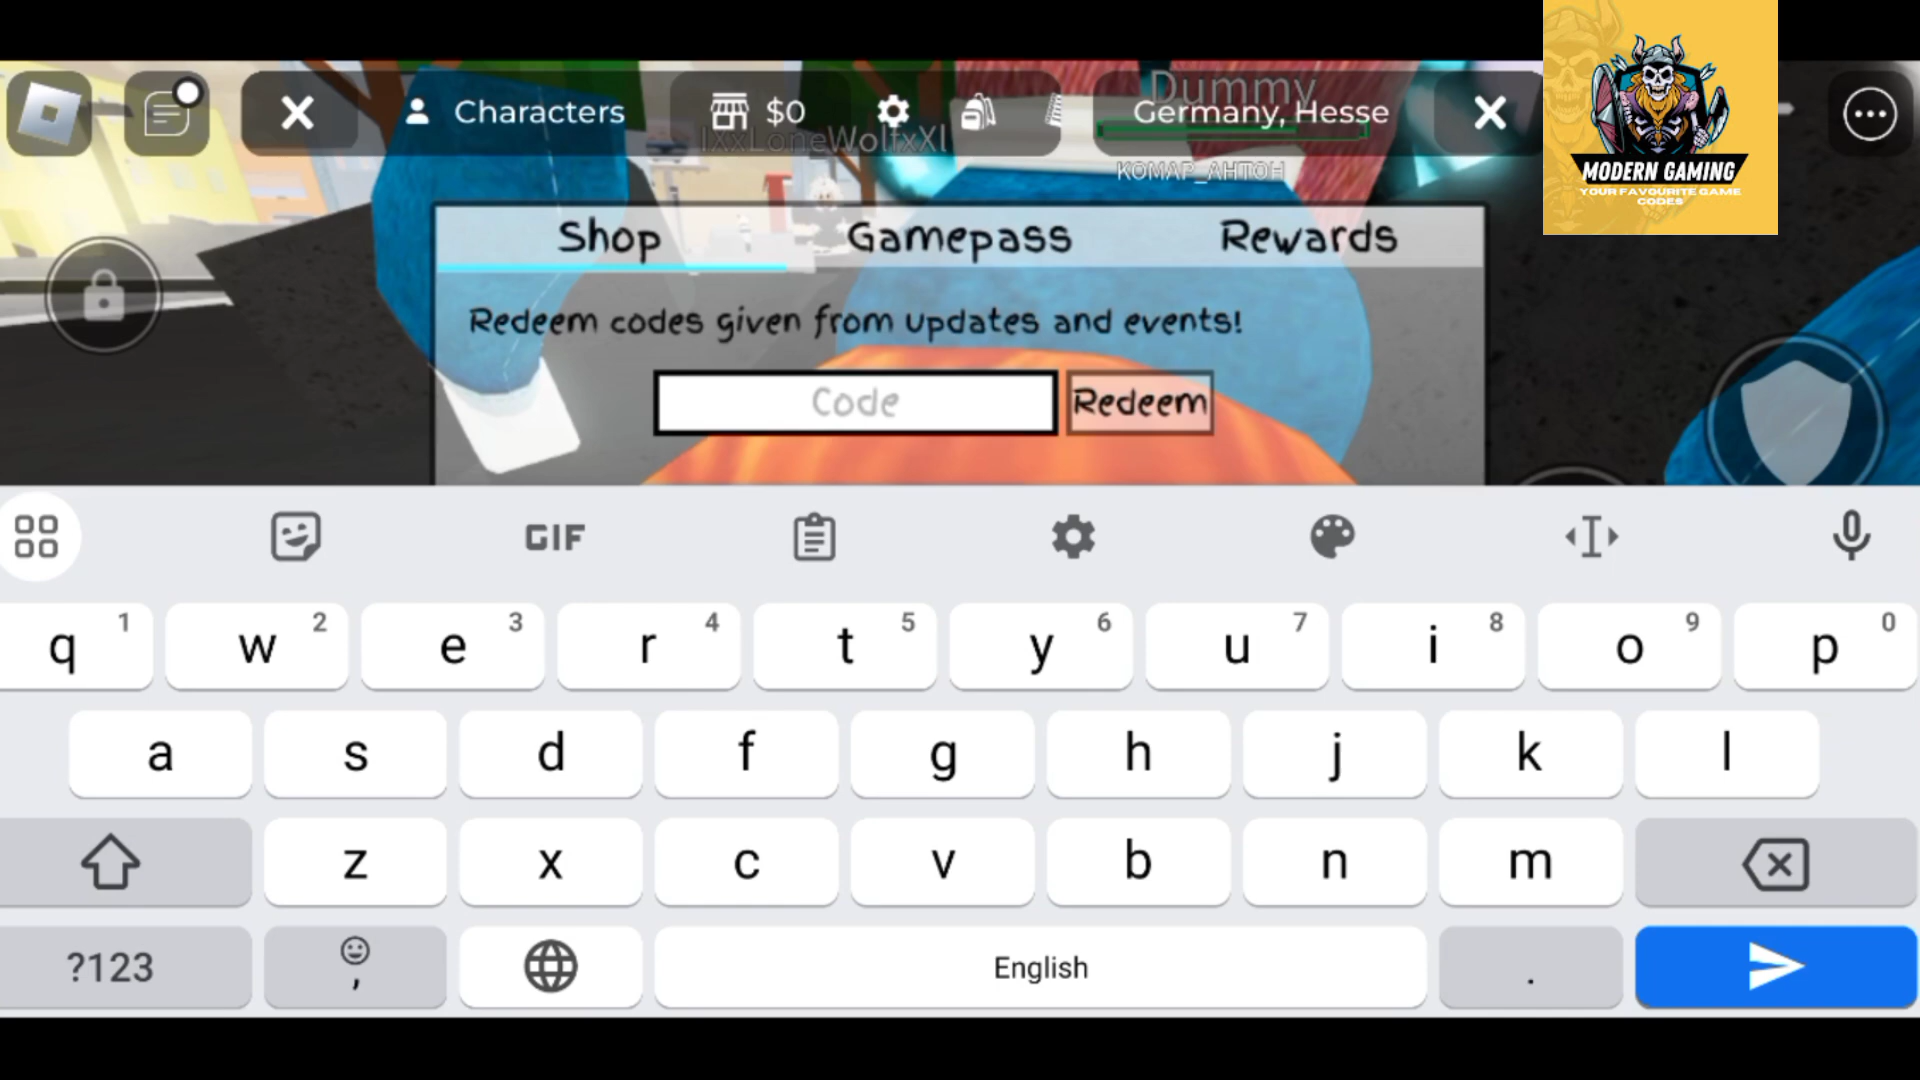 Dummy
Characters
$0
Germany, Hesse
lxxLoneWolfxXl
KOMAP_AHTOH
MODERN GAMING
YOUR FAVOURITE GAME
CODES
Shop
Gamepass
Rewards
Redeem codes given from updates and events!
Code
Redeem
GIF
q 1 w 2 e 3 r 4 t 5 y 6 u 7 i 8 o 9 p 0
a s d f g h j k l
z x c v b n m
?123 , English .